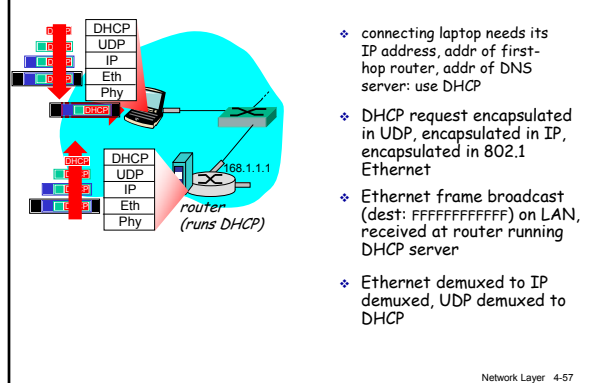 DHCP
UDP
IP
Eth
Phy
DHCP
DHCP
DHCP
UDP
IP
Eth
Phy
168.1.1.1
router
(runs DHCP)
connecting laptop needs its
IP address, addr of first-
hop router, addr of DNS
server: use DHCP
DHCP request encapsulated
in UDP, encapsulated in IP,
encapsulated in 802.1
Ethernet
Ethernet frame broadcast
(dest: FFFFFFFFFFFF) on LAN,
received at router running
DHCP server
Ethernet demuxed to IP
demuxed, UDP demuxed to
DHCP
Network Layer 4-57